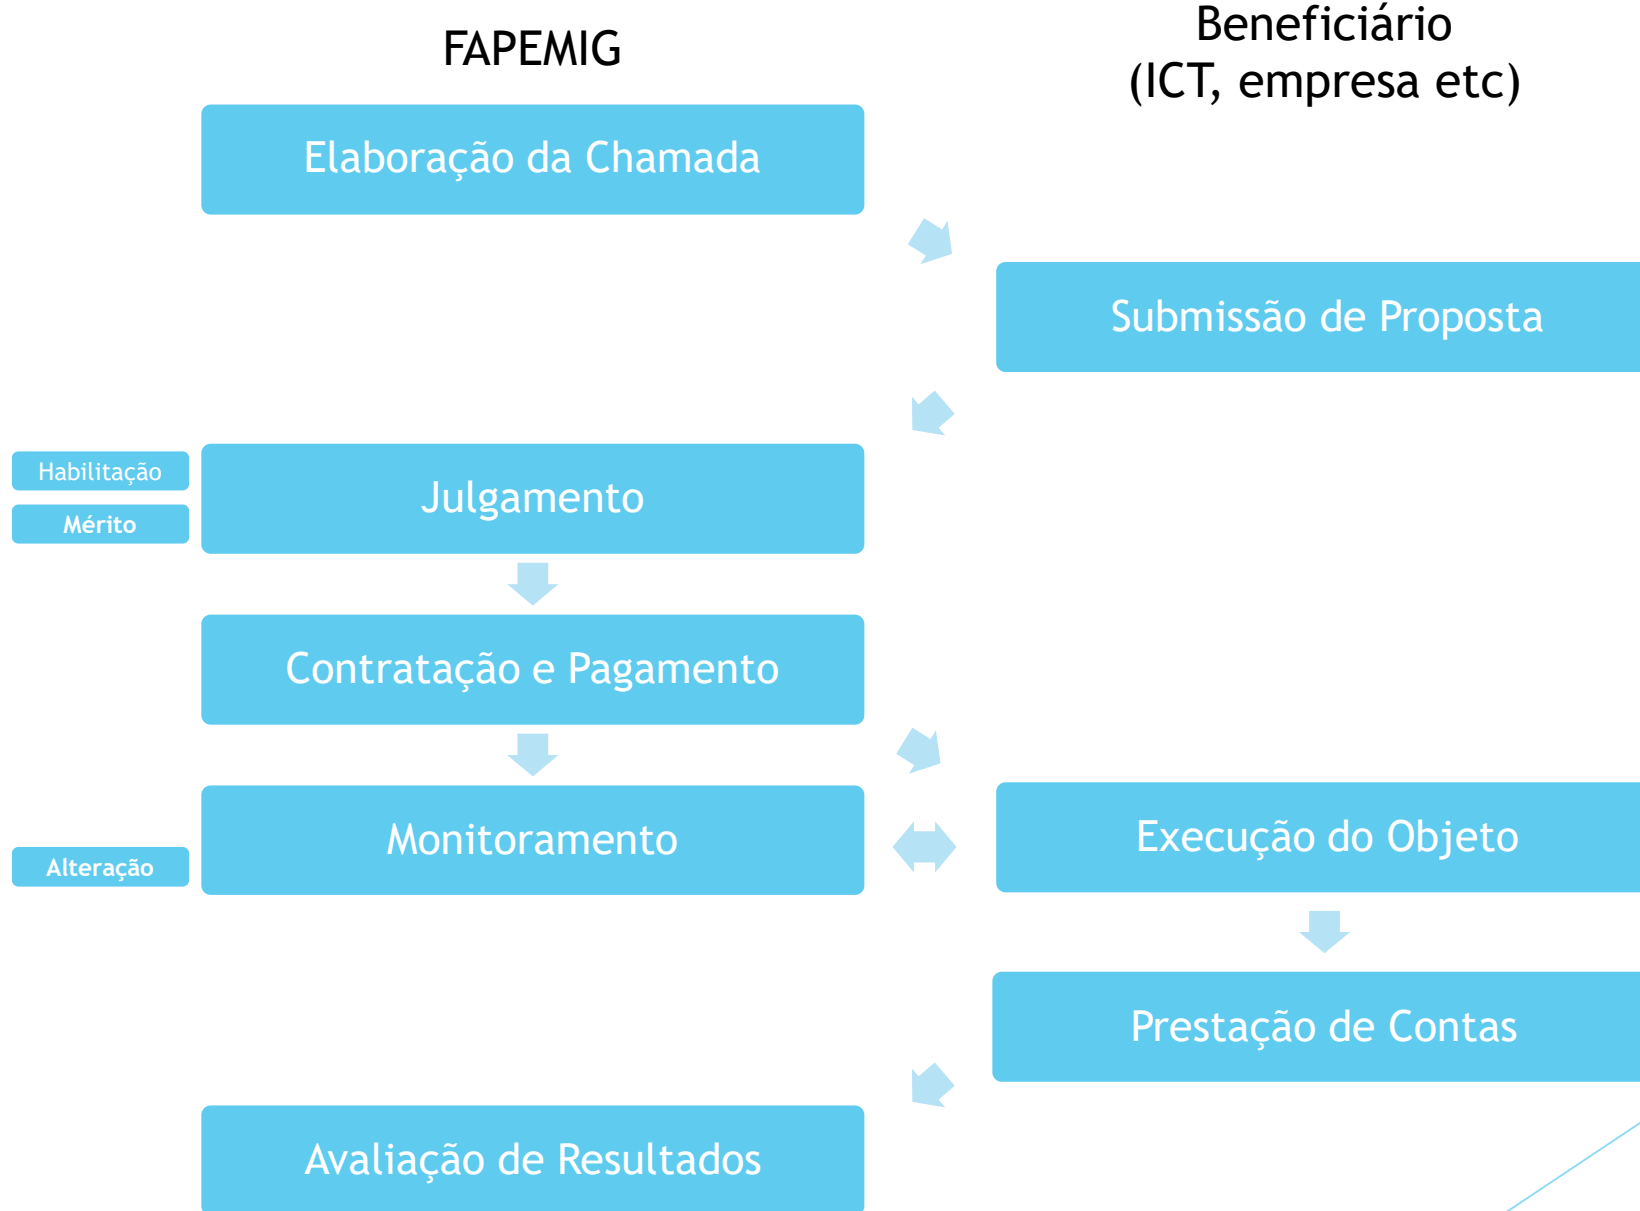 FAPEMIG
Beneficiário
(ICT, empresa etc)
Elaboração da Chamada
Submissão de Proposta
Habilitação
Mérito
Julgamento
Contratação e Pagamento
Alteração
Monitoramento
Execução do Objeto
Prestação de Contas
Avaliação de Resultados